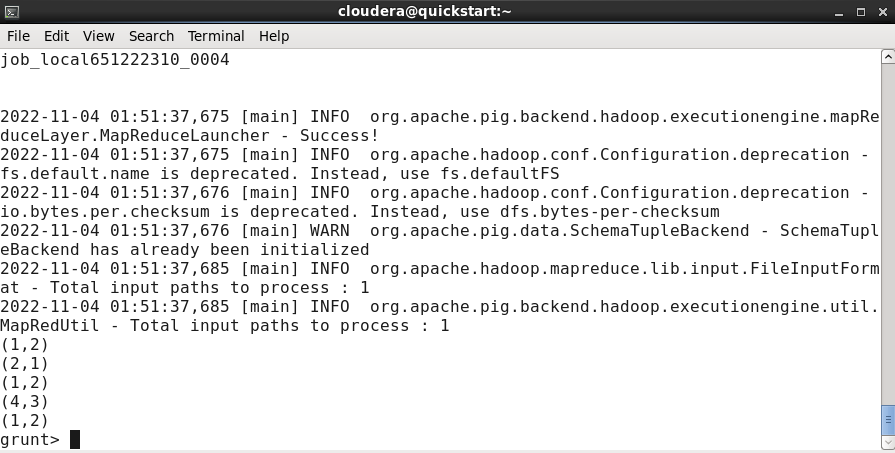 cloudera@quickstart:~
File Edit View Search Terminal Help
job_local651222310_0004
2022-11-04 01:51:37,675 [main] INFO  org.apache.pig.backend.hadoop.executionengine.mapRe
duceLayer.MapReduceLauncher - Success!
2022-11-04 01:51:37,675 [main] INFO  org.apache.hadoop.conf.Configuration.deprecation -
fs.default.name is deprecated. Instead, use fs.defaultFS
2022-11-04 01:51:37,676 [main] INFO  org.apache.hadoop.conf.Configuration.deprecation -
io.bytes.per.checksum is deprecated. Instead, use dfs.bytes-per-checksum
2022-11-04 01:51:37,676 [main] WARN  org.apache.pig.data.SchemaTupleBackend - SchemaTupl
eBackend has already been initialized
2022-11-04 01:51:37,685 [main] INFO  org.apache.hadoop.mapreduce.lib.input.FileInputForm
at - Total input paths to process : 1
2022-11-04 01:51:37,685 [main] INFO  org.apache.pig.backend.hadoop.executionengine.util.
MapRedUtil - Total input paths to process : 1
(1,2)
(2,1)
(1,2)
(4,3)
(1,2)
grunt>